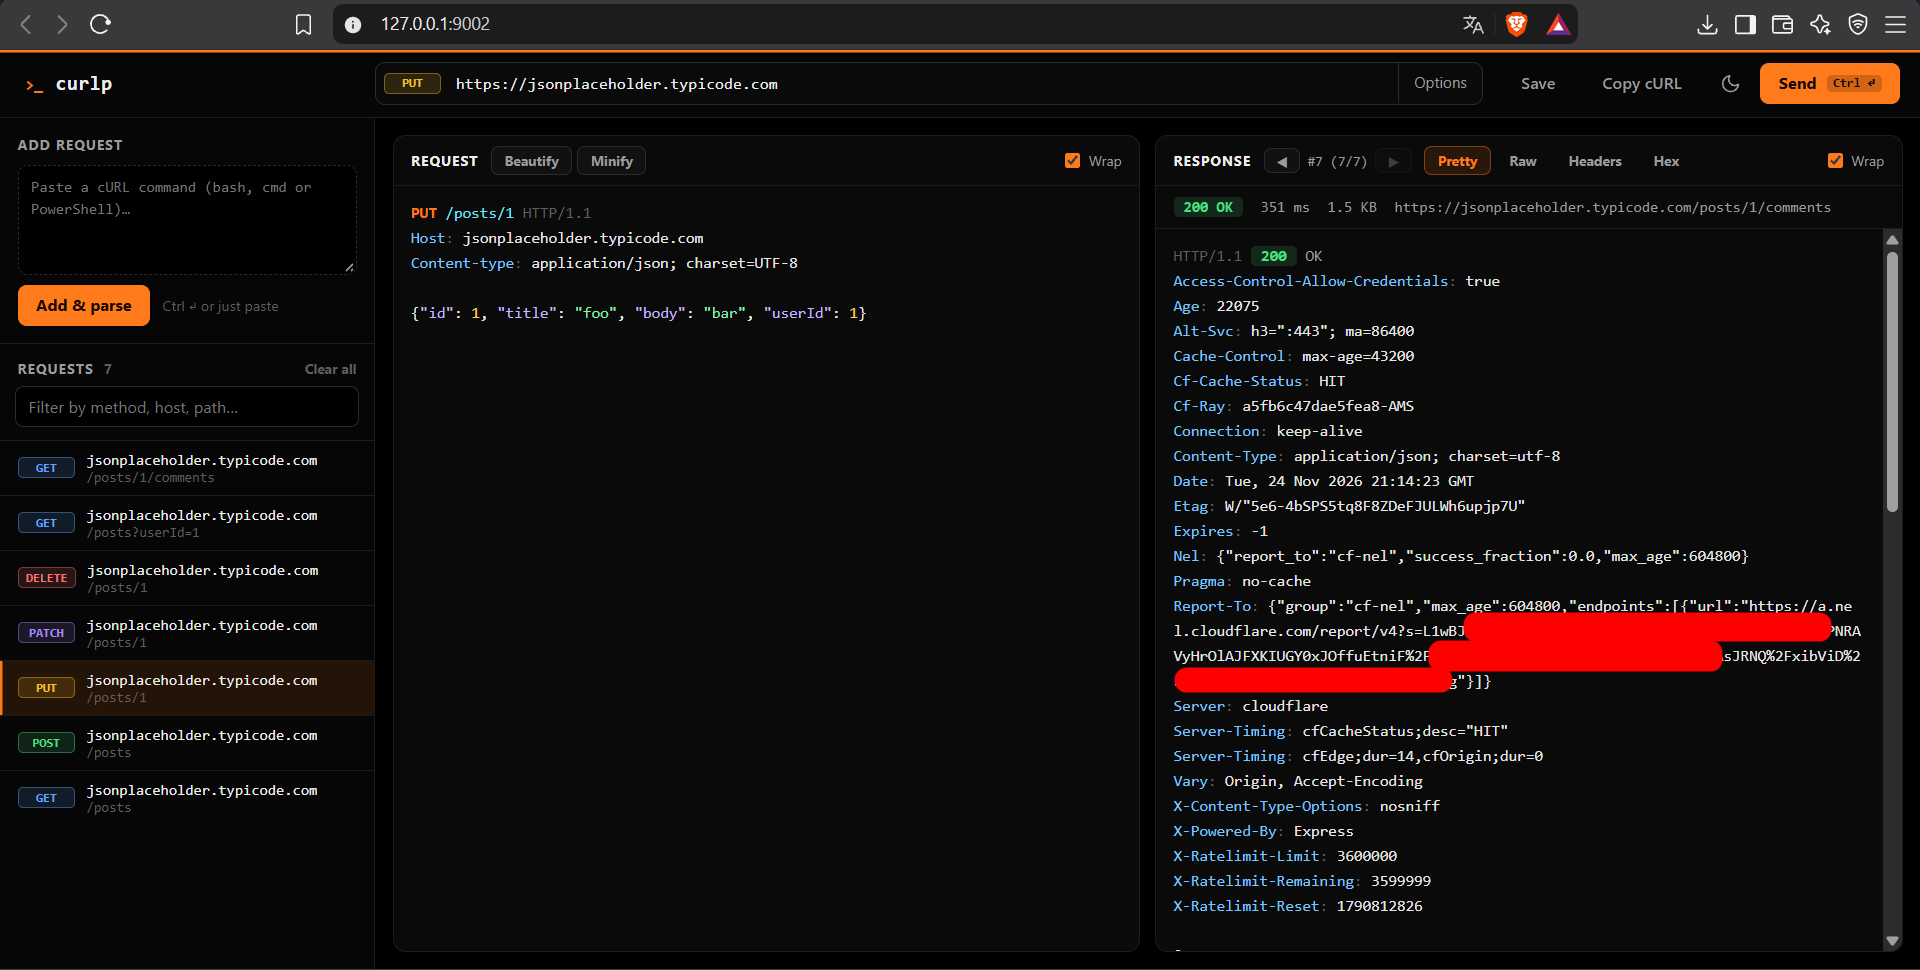 127.0.0.1:9002
>_ curlp
PUT https://jsonplaceholder.typicode.com Options Save Copy cURL Send Ctrl ↵
ADD REQUEST
Paste a cURL command (bash, cmd or
PowerShell)…
Add & parse Ctrl ↵ or just paste
REQUESTS 7 Clear all
Filter by method, host, path…
GET jsonplaceholder.typicode.com
/posts/1/comments
GET jsonplaceholder.typicode.com
/posts?userId=1
DELETE jsonplaceholder.typicode.com
/posts/1
PATCH jsonplaceholder.typicode.com
/posts/1
PUT jsonplaceholder.typicode.com
/posts/1
POST jsonplaceholder.typicode.com
/posts
GET jsonplaceholder.typicode.com
/posts
REQUEST Beautify Minify Wrap
PUT /posts/1 HTTP/1.1
Host: jsonplaceholder.typicode.com
Content-type: application/json; charset=UTF-8
{"id": 1, "title": "foo", "body": "bar", "userId": 1}
RESPONSE ◀ #7 (7/7) ▶ Pretty Raw Headers Hex Wrap
200 OK 351 ms 1.5 KB https://jsonplaceholder.typicode.com/posts/1/comments
HTTP/1.1 200 OK
Access-Control-Allow-Credentials: true
Age: 22075
Alt-Svc: h3=":443"; ma=86400
Cache-Control: max-age=43200
Cf-Cache-Status: HIT
Cf-Ray: a5fb6c47dae5fea8-AMS
Connection: keep-alive
Content-Type: application/json; charset=utf-8
Date: Tue, 24 Nov 2026 21:14:23 GMT
Etag: W/"5e6-4bSPS5tq8F8ZDeFJULWh6upjp7U"
Expires: -1
Nel: {"report_to":"cf-nel","success_fraction":0.0,"max_age":604800}
Pragma: no-cache
Report-To: {"group":"cf-nel","max_age":604800,"endpoints":[{"url":"https://a.ne
l.cloudflare.com/report/v4?s=L1wBJ NRA
VyHrOlAJFXKIUGY0xJOffuEtniF%2F sJRNQ%2FxibViD%2
g"}]}
Server: cloudflare
Server-Timing: cfCacheStatus;desc="HIT"
Server-Timing: cfEdge;dur=14,cfOrigin;dur=0
Vary: Origin, Accept-Encoding
X-Content-Type-Options: nosniff
X-Powered-By: Express
X-Ratelimit-Limit: 3600000
X-Ratelimit-Remaining: 3599999
X-Ratelimit-Reset: 1790812826